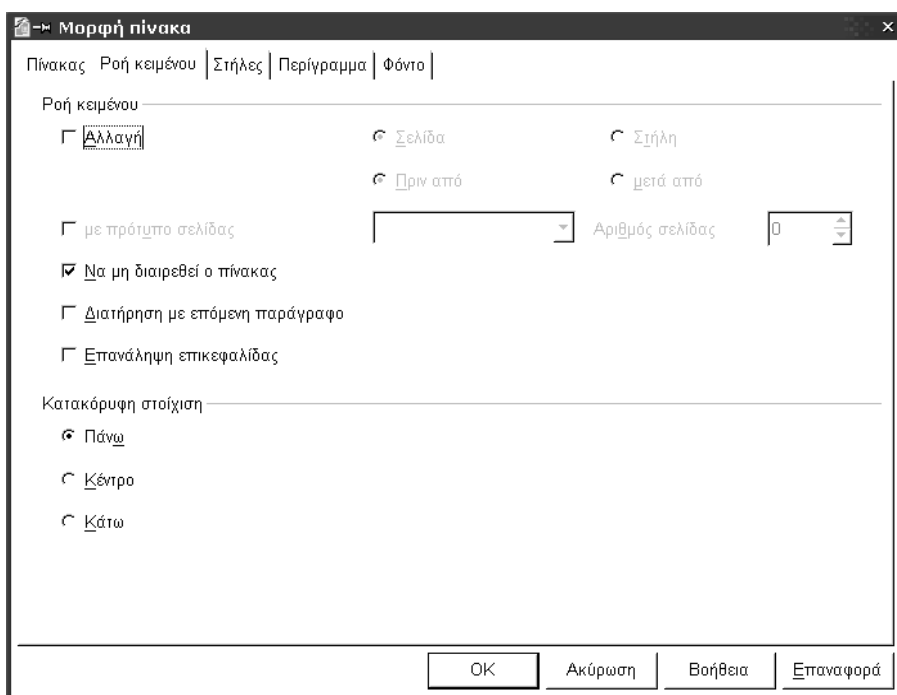 Μορφή πίνακα
Πίνακας Ροή κειμένου Στήλες Περίγραμμα Φόντο
Ροή κειμένου
Αλλαγή Σελίδα Στήλη
Πριν από μετά από
με πρότυπο σελίδας Αριθμός σελίδας 0
Να μη διαιρεθεί ο πίνακας
Διατήρηση με επόμενη παράγραφο
Επανάληψη επικεφαλίδας
Κατακόρυφη στοίχιση
Πάνω
Κέντρο
Κάτω
OK Ακύρωση Βοήθεια Επαναφορά